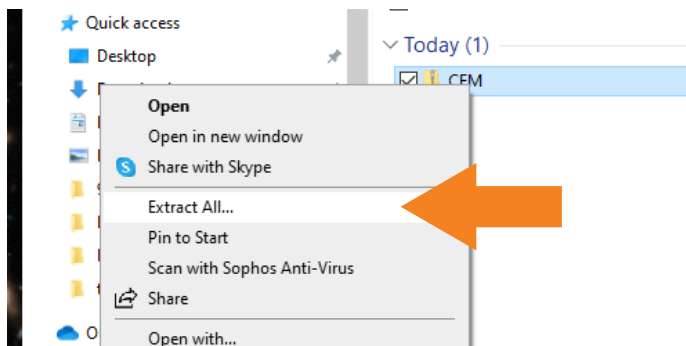 Quick access
Desktop
Today (1)
CFM
Open
Open in new window
Share with Skype
Extract All...
Pin to Start
Scan with Sophos Anti-Virus
Share
Open with...